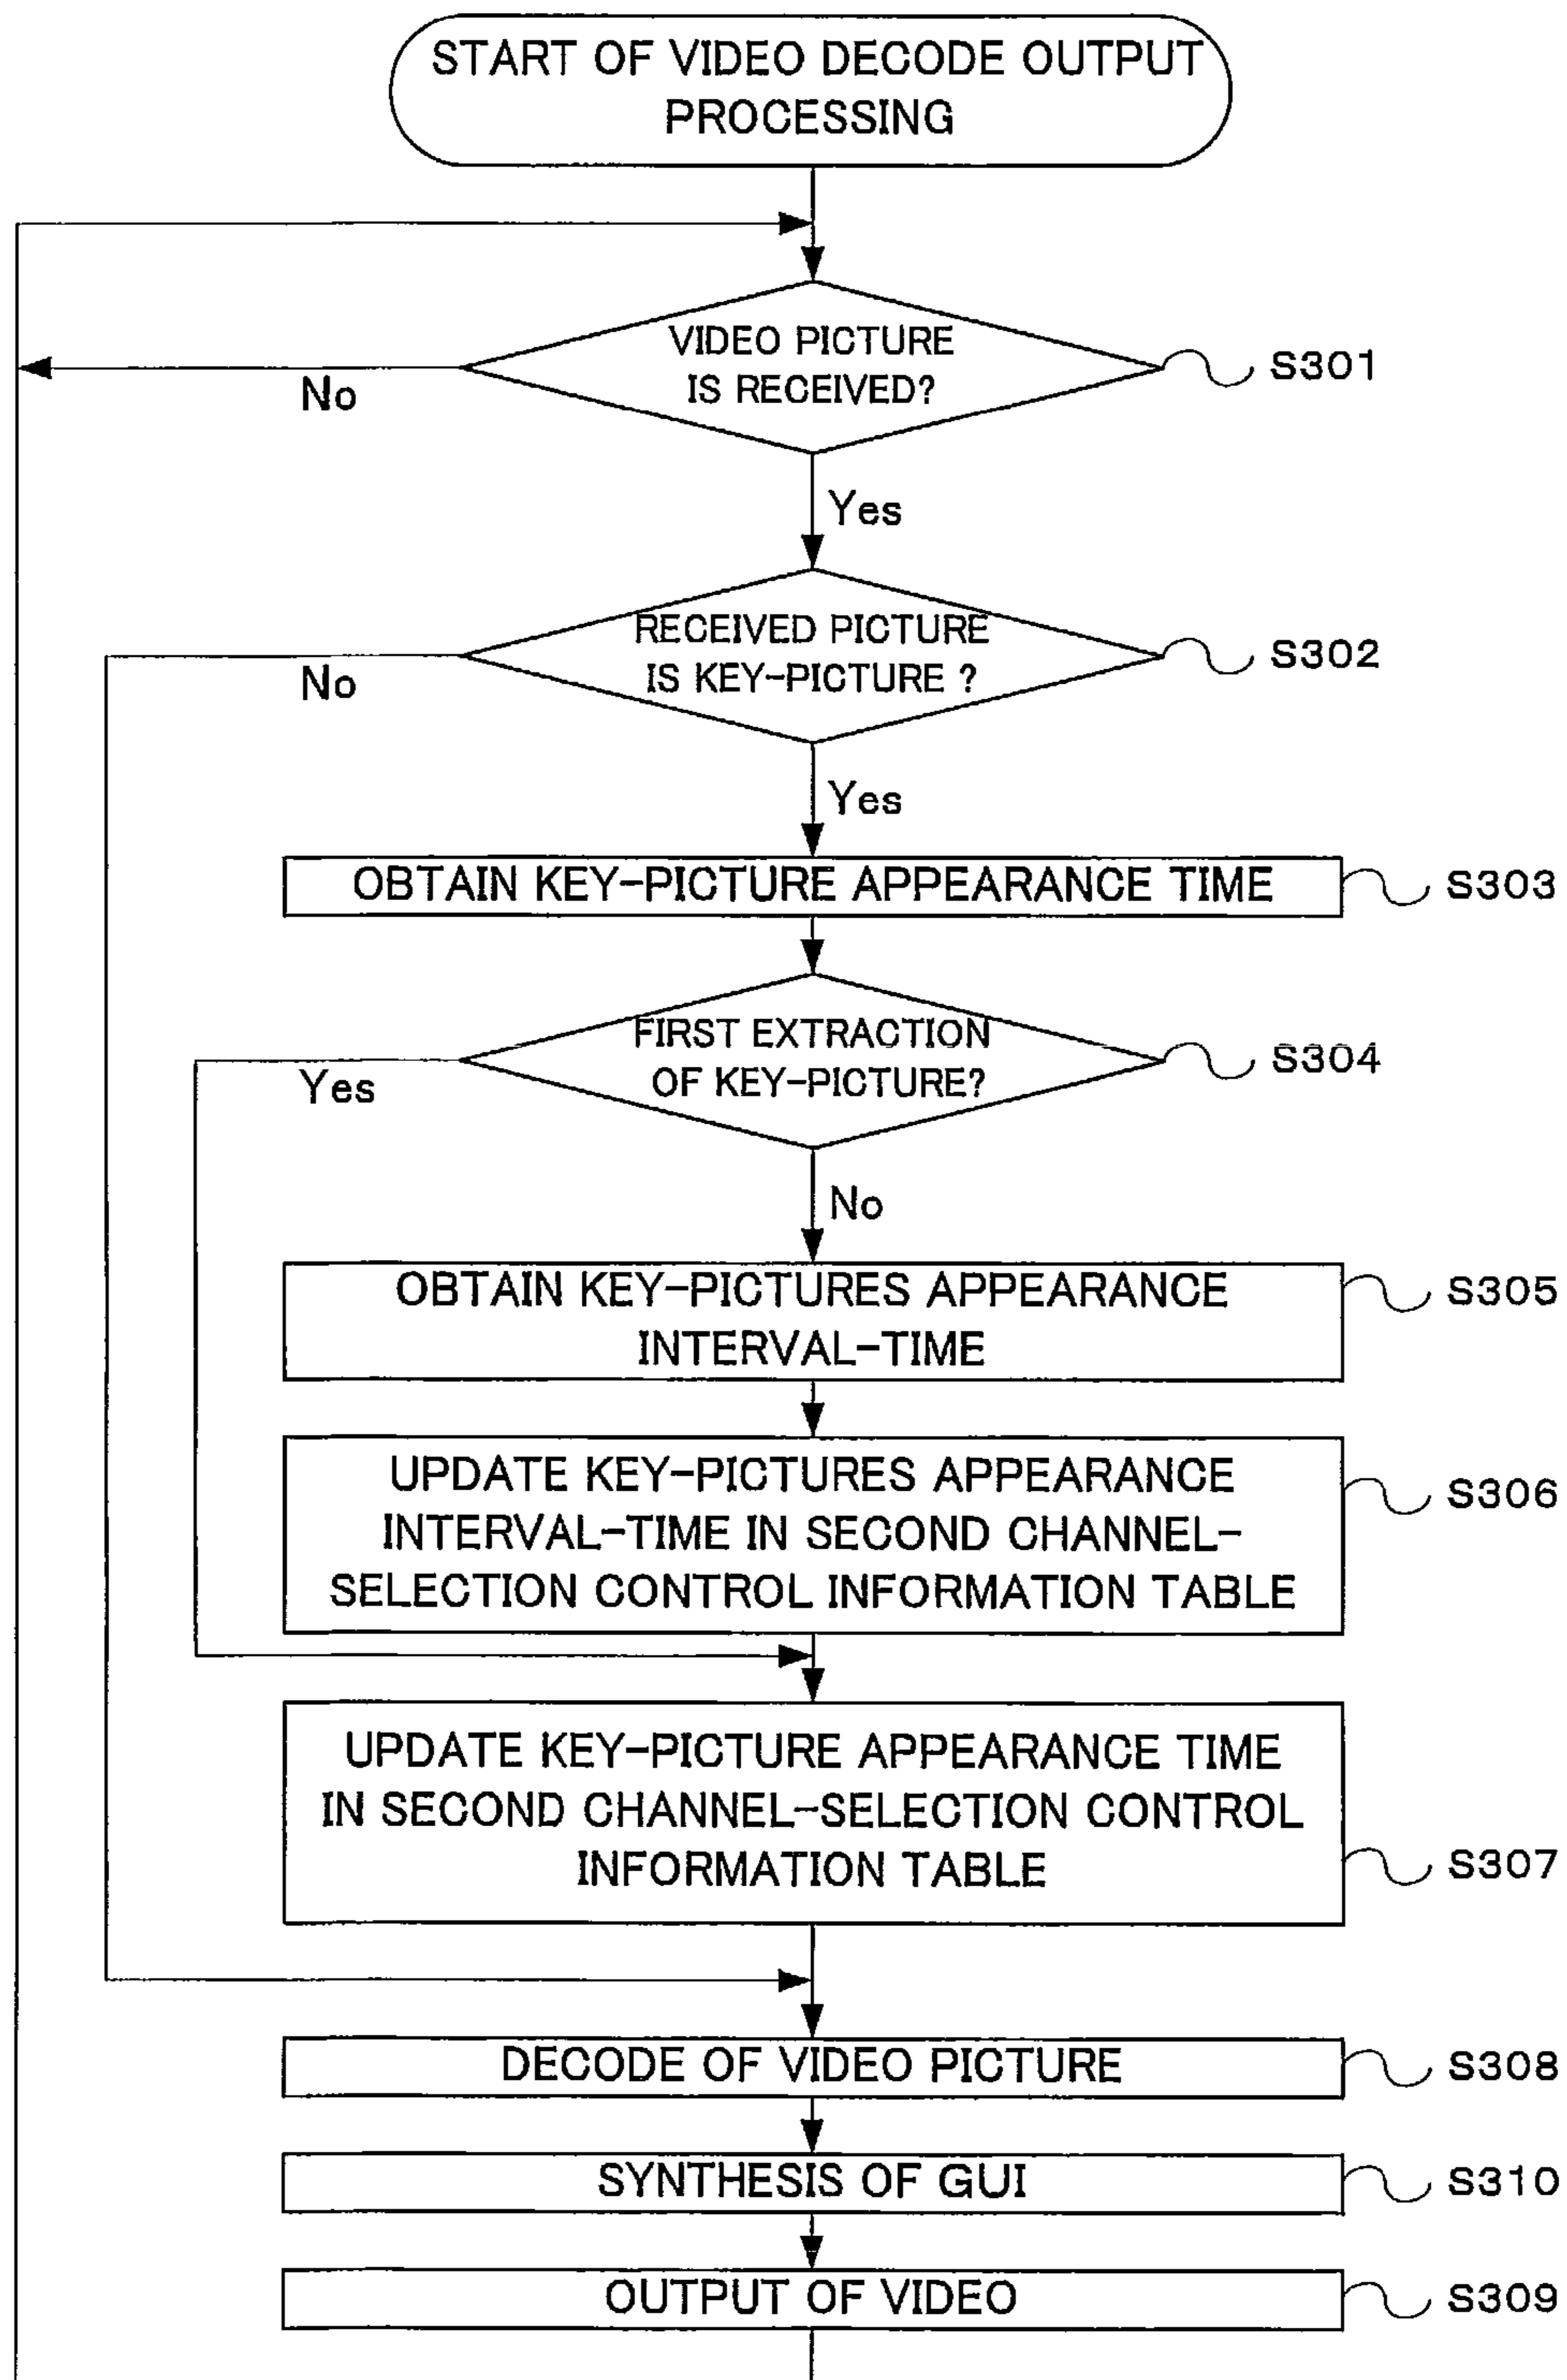 START OF VIDEO DECODE OUTPUT
PROCESSING
VIDEO PICTURE
IS RECEIVED?
S301
No
Yes
RECEIVED PICTURE
IS KEY-PICTURE ?
S302
No
Yes
OBTAIN KEY-PICTURE APPEARANCE TIME
S303
FIRST EXTRACTION
OF KEY-PICTURE?
S304
Yes
No
OBTAIN KEY-PICTURES APPEARANCE
INTERVAL-TIME
S305
UPDATE KEY-PICTURES APPEARANCE
INTERVAL-TIME IN SECOND CHANNEL-
SELECTION CONTROL INFORMATION TABLE
S306
UPDATE KEY-PICTURE APPEARANCE TIME
IN SECOND CHANNEL-SELECTION CONTROL
INFORMATION TABLE
S307
DECODE OF VIDEO PICTURE
S308
SYNTHESIS OF GUI
S310
OUTPUT OF VIDEO
S309